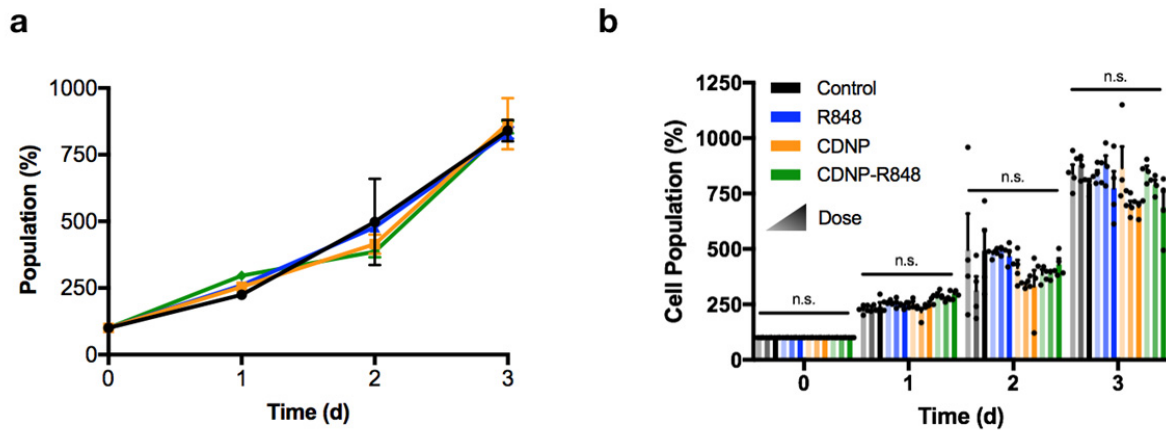 a
1000
750
500
250
0
Population (%)
0 1 2 3
Time (d)
b
1250
1000
750
500
250
0
Cell Population (%)
Control
R848
CDNP
CDNP-R848
Dose
n.s.
n.s.
n.s.
n.s.
0 1 2 3
Time (d)